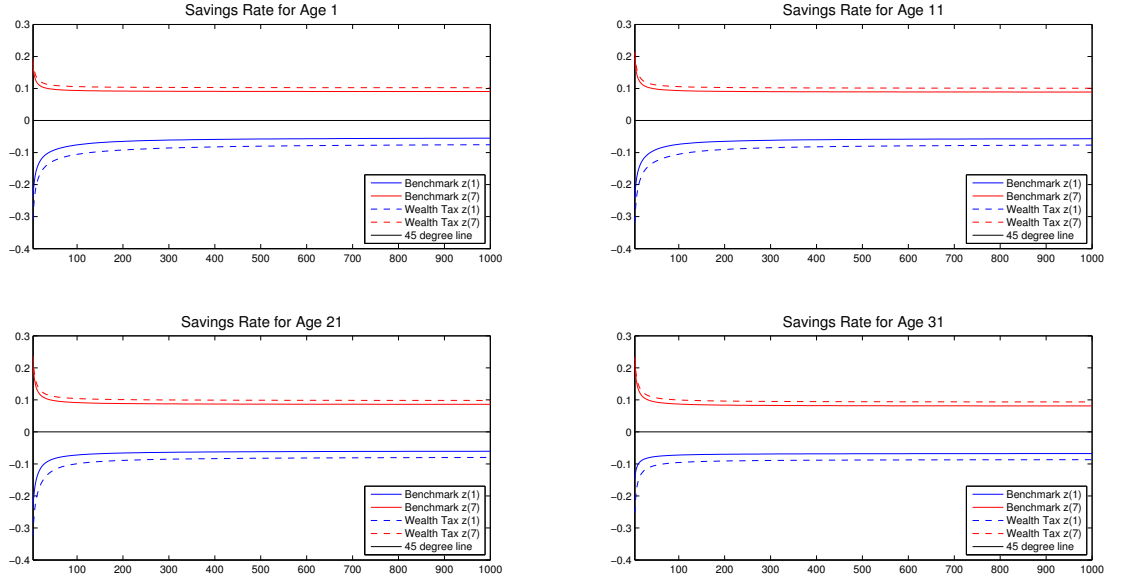 Savings Rate for Age 1
0.3
0.2
0.1
0
−0.1
−0.2
−0.3
−0.4
100 200 300 400 500 600 700 800 900 1000
Benchmark z(1)
Benchmark z(7)
Wealth Tax z(1)
Wealth Tax z(7)
45 degree line
Savings Rate for Age 11
0.3
0.2
0.1
0
−0.1
−0.2
−0.3
−0.4
100 200 300 400 500 600 700 800 900 1000
Benchmark z(1)
Benchmark z(7)
Wealth Tax z(1)
Wealth Tax z(7)
45 degree line
Savings Rate for Age 21
0.3
0.2
0.1
0
−0.1
−0.2
−0.3
−0.4
100 200 300 400 500 600 700 800 900 1000
Benchmark z(1)
Benchmark z(7)
Wealth Tax z(1)
Wealth Tax z(7)
45 degree line
Savings Rate for Age 31
0.3
0.2
0.1
0
−0.1
−0.2
−0.3
−0.4
100 200 300 400 500 600 700 800 900 1000
Benchmark z(1)
Benchmark z(7)
Wealth Tax z(1)
Wealth Tax z(7)
45 degree line